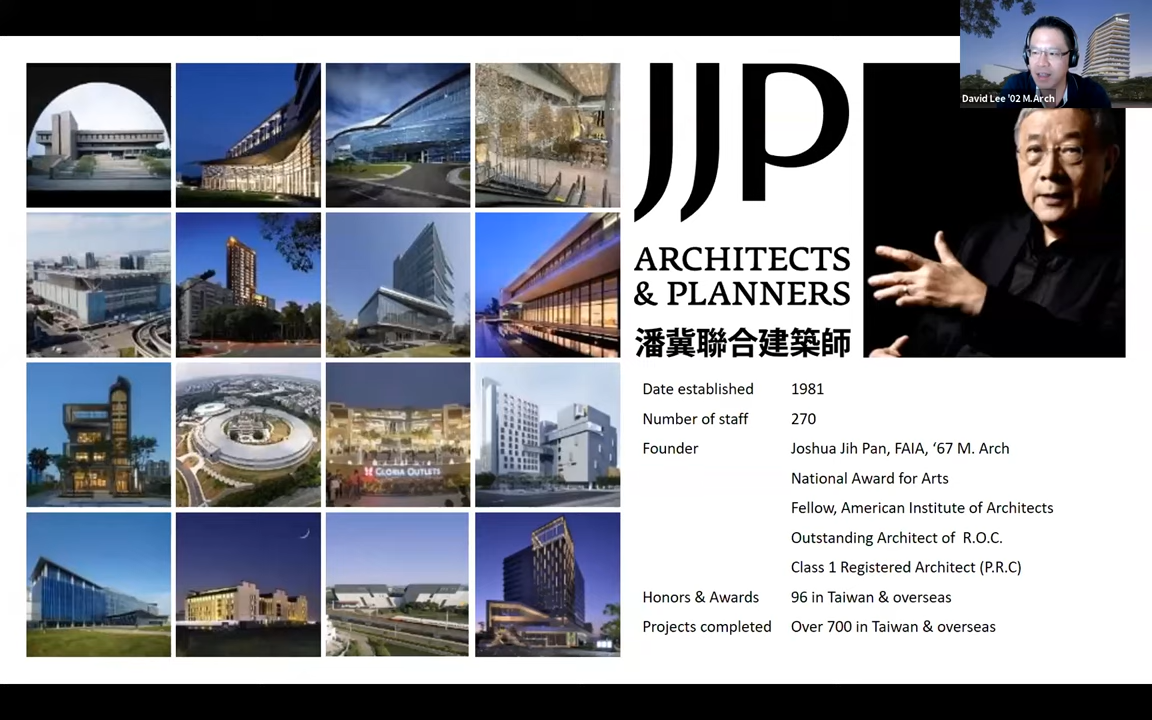 David Lee '02 M.Arch
JJP
ARCHITECTS
& PLANNERS
潘冀聯合建築師
Date established 1981
Number of staff 270
Founder Joshua Jih Pan, FAIA, ‘67 M. Arch
National Award for Arts
Fellow, American Institute of Architects
Outstanding Architect of R.O.C.
Class 1 Registered Architect (P.R.C)
Honors & Awards 96 in Taiwan & overseas
Projects completed Over 700 in Taiwan & overseas
GLORIA OUTLETS